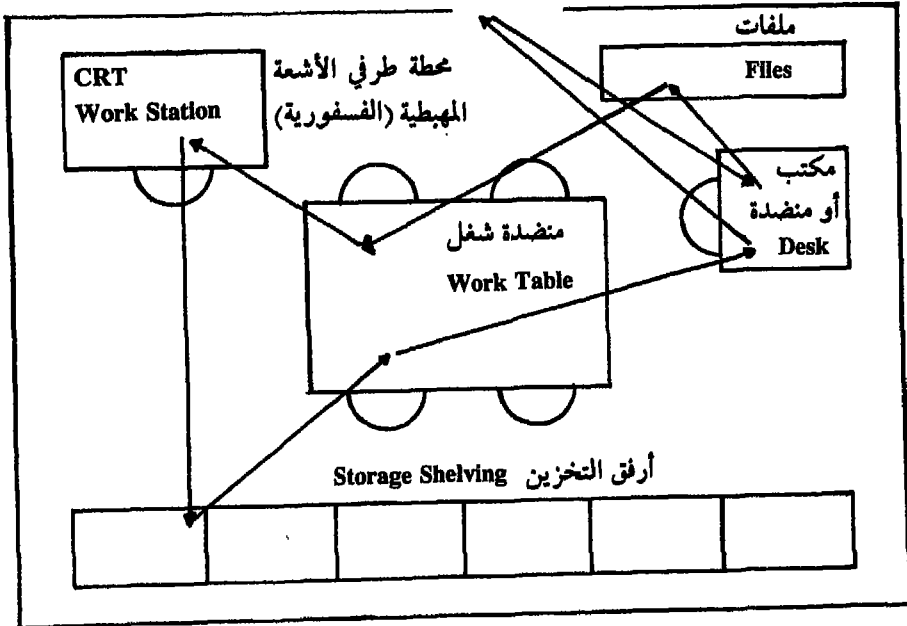 ملفات
Files
CRT
Work Station
محطة طرفي الأشعة
المهبطية (الفسفورية)
مكتب
أو منضدة
Desk
منضدة شغل
Work Table
Storage Shelving أرفق التخزين